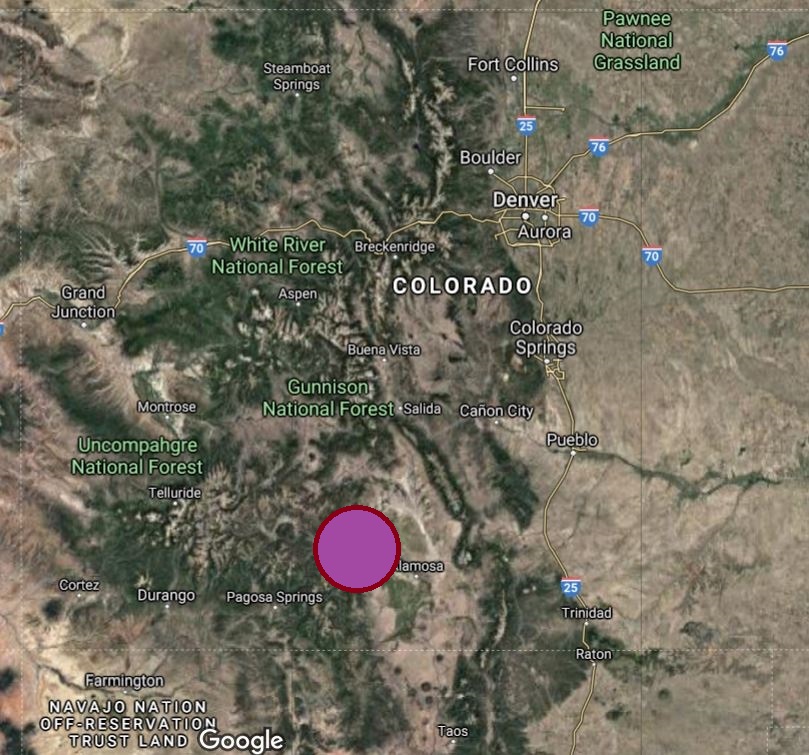 Pawnee
National
Grassland
76
Fort Collins
Steamboat
Springs
25
76
Boulder
Denver
70
Aurora
70
White River
National Forest
Breckenridge
70
COLORADO
Grand
Junction
Aspen
Colorado
Springs
Buena Vista
Gunnison
National Forest
Salida
Cañon City
Montrose
Pueblo
Uncompahgre
National Forest
Telluride
lamosa
Cortez
Durango
Pagosa Springs
25
Trinidad
Raton
Farmington
NAVAJO NATION
OFF-RESERVATION
TRUST LAND
Google
Taos